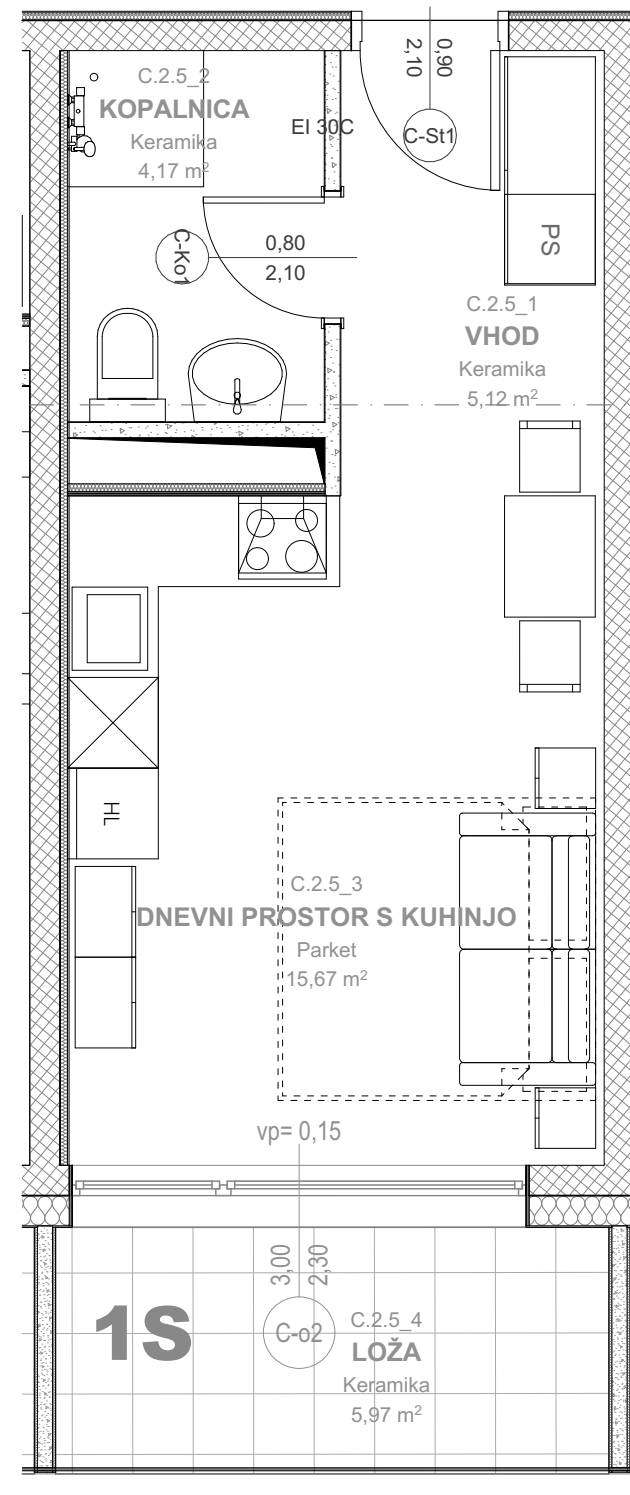 0,90
2,10
C-St1
C.2.5_2
KOPALNICA
Keramika
4,17 m²
EI 30C
PS
C-Ko1
0,80
2,10
C.2.5_1
VHOD
Keramika
5,12 m²
HL
C.2.5_3
DNEVNI PROSTOR S KUHINJO
Parket
15,67 m²
vp= 0,15
3,00
2,30
C-o2
1S
C.2.5_4
LOŽA
Keramika
5,97 m²